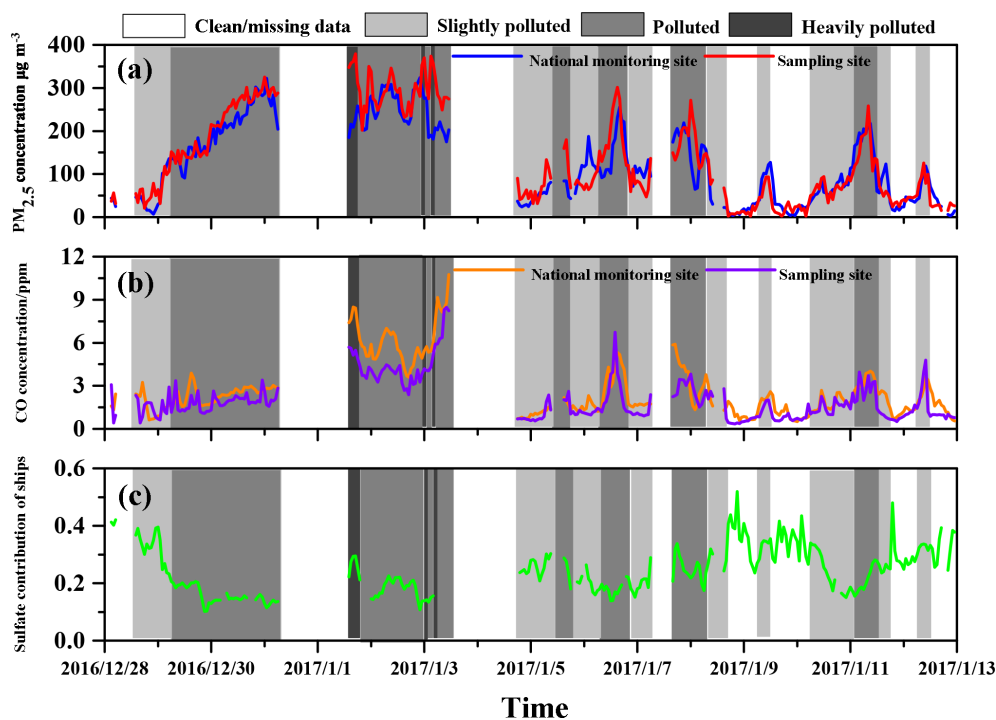 Clean/missing data Slightly polluted Polluted Heavily polluted
PM2.5 concentration µg m-3
400
300
200
100
0
(a)
National monitoring site Sampling site
CO concentration/ppm
12
9
6
3
0
(b)
National monitoring site Sampling site
Sulfate contribution of ships
0.6
0.4
0.2
0.0
(c)
2016/12/28 2016/12/30 2017/1/1 2017/1/3 2017/1/5 2017/1/7 2017/1/9 2017/1/11 2017/1/13
Time